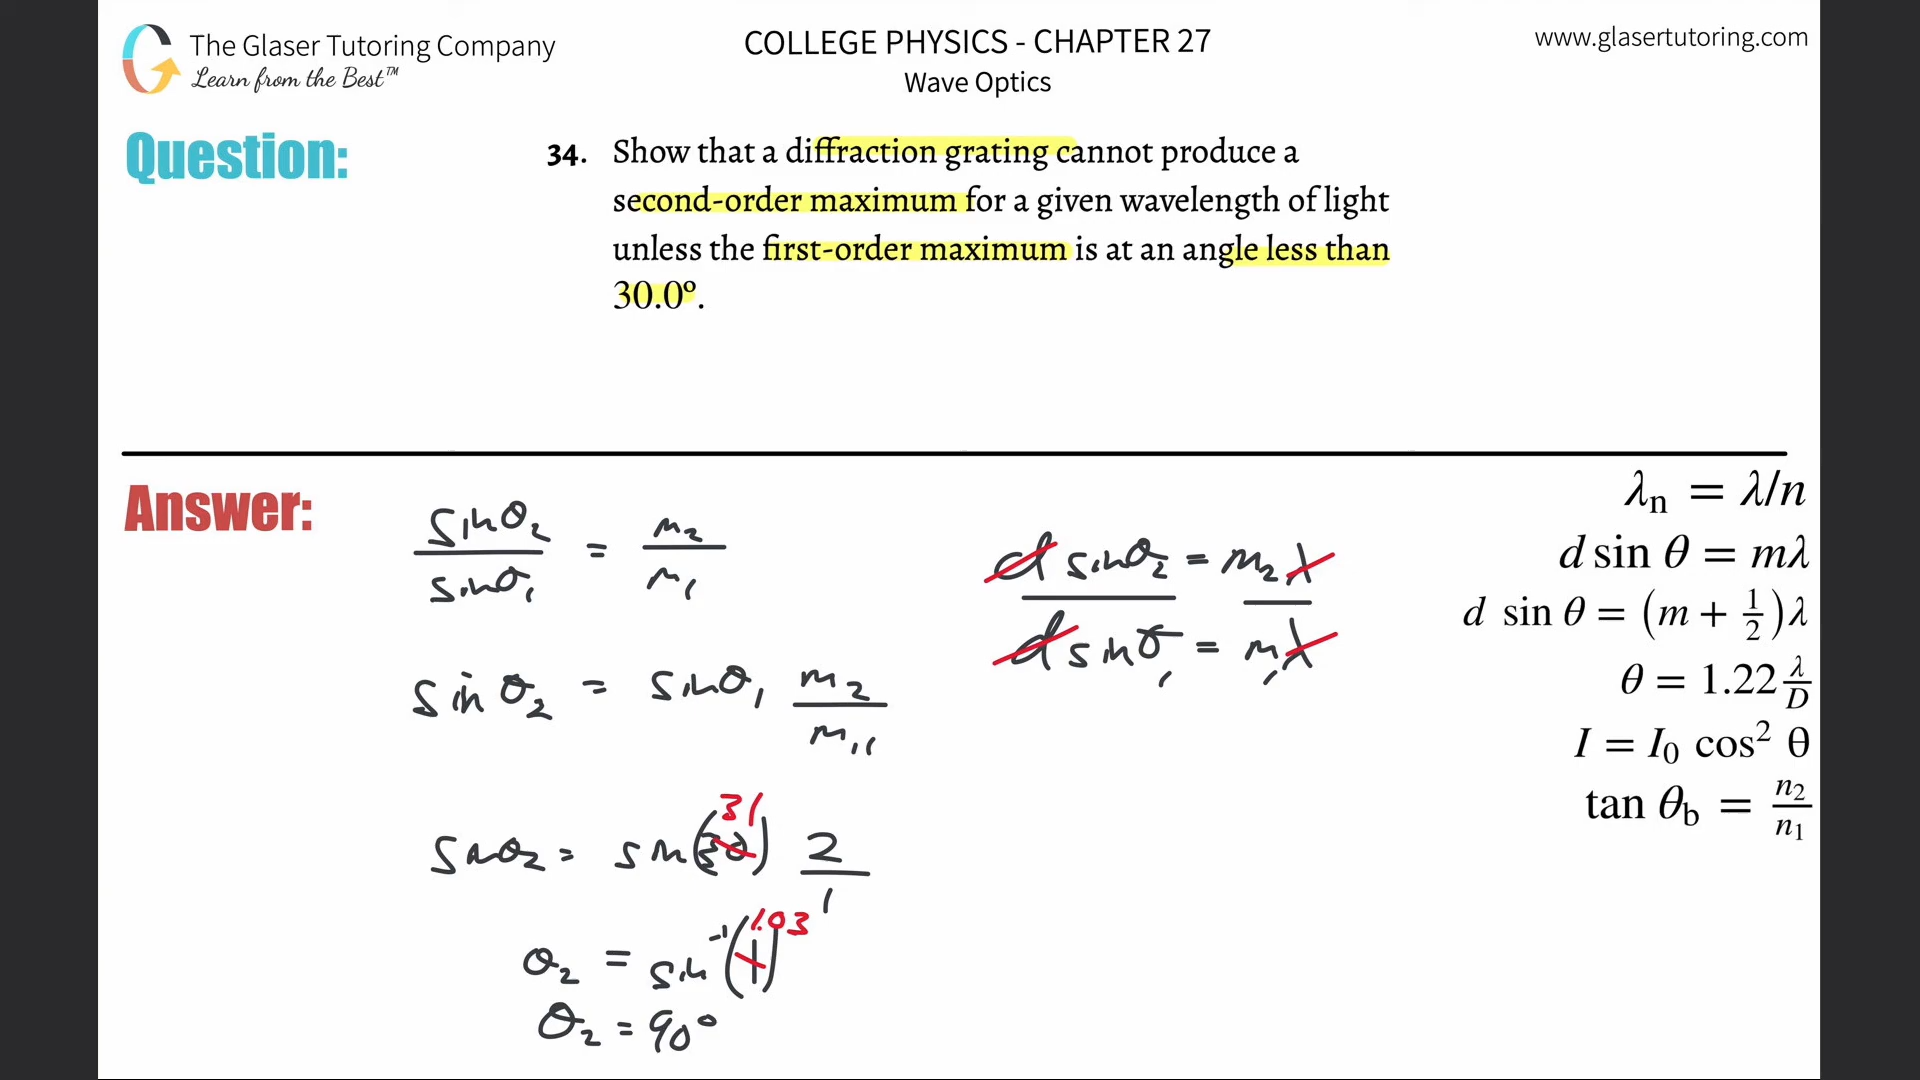 The Glaser Tutoring Company
Learn from the Best™
COLLEGE PHYSICS - CHAPTER 27
Wave Optics
www.glasertutoring.com
Question:
34. Show that a diffraction grating cannot produce a
second-order maximum for a given wavelength of light
unless the first-order maximum is at an angle less than
30.0º.
Answer:
sinθ₂ / sinθ₁ = m₂ / m₁
sin θ₂ = sinθ₁ m₂ / m₁
sinθ₂ = sin(30) 2 / 1
31
θ₂ = sin⁻¹(1)
1.03
θ₂ = 90°
d sinθ₂ = m₂ λ
d sinθ₁ = m₁ λ
λₙ = λ/n
d sin θ = mλ
d sin θ = (m + 1/2)λ
θ = 1.22 λ/D
I = I₀ cos² θ
tan θb = n₂/n₁